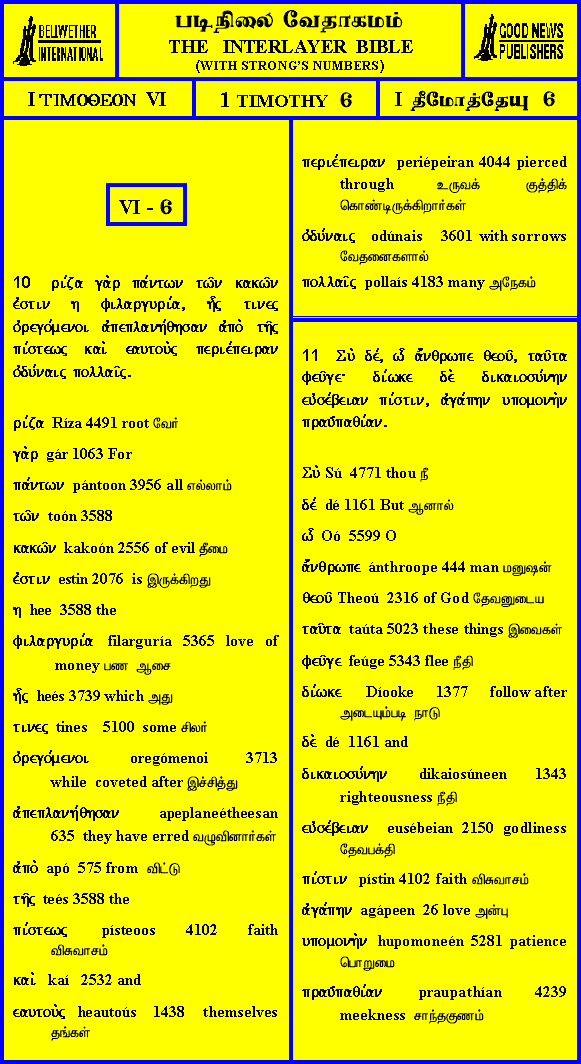 BELLWETHER
INTERNATIONAL
படிநிலை வேதாகமம்
THE INTERLAYER BIBLE
(WITH STRONG'S NUMBERS)
GOOD NEWS
PUBLISHERS
I ΤΙΜΟΘΕΟΝ VI
1 TIMOTHY 6
I தீமோத்தேயு 6
VI - 6
10 ρίζα γὰρ πάντων τῶν κακῶν
ἐστιν η φιλαργυρία, ἧς τινες
ὀρεγόμενοι ἀπεπλανήθησαν ἀπὸ τῆς
πίστεως καὶ εαυτοὺς περιέπειραν
ὀδύναις πολλαῖς.
ρίζα Ríza 4491 root வேர்
γὰρ gár 1063 For
πάντων pántoon 3956 all எல்லாம்
τῶν toón 3588
κακῶν kakoón 2556 of evil தீமை
ἐστιν estin 2076 is இருக்கிறது
η hee 3588 the
φιλαργυρία filarguría 5365 love of
money பண ஆசை
ἧς heés 3739 which அது
τινες tines 5100 some சிலர்
ὀρεγόμενοι oregómenoi 3713
while coveted after இச்சித்து
ἀπεπλανήθησαν apeplaneétheesan
635 they have erred வழுவினார்கள்
ἀπὸ apó 575 from விட்டு
τῆς teés 3588 the
πίστεως písteoos 4102 faith
விசுவாசம்
καὶ kaí 2532 and
εαυτοὺς heautoús 1438 themselves
தங்கள்
περιέπειραν periépeiran 4044 pierced
through உருவக் குத்திக்
கொண்டிருக்கிறார்கள்
ὀδύναις odúnais 3601 with sorrows
வேதனைகளால்
πολλαῖς pollaís 4183 many அநேகம்
11 Σὺ δέ, ὦ ἄνθρωπε θεοῦ, ταῦτα
φεῦγε· δίωκε δὲ δικαιοσύνην
εὐσέβειαν πίστιν, ἀγάπην υπομονὴν
πραΰπαθίαν.
Σὺ Sú 4771 thou நீ
δέ dé 1161 But ஆனால்
ὦ Oó 5599 O
ἄνθρωπε ánthroope 444 man மனுஷன்
θεοῦ Theoú 2316 of God தேவனுடைய
ταῦτα taúta 5023 these things இவைகள்
φεῦγε feúge 5343 flee நீதி
δίωκε Díooke 1377 follow after
அடையும்படி நாடு
δὲ dé 1161 and
δικαιοσύνην dikaiosúneen 1343
righteousness நீதி
εὐσέβειαν eusébeian 2150 godliness
தேவபக்தி
πίστιν pístin 4102 faith விசுவாசம்
ἀγάπην agápeen 26 love அன்பு
υπομονὴν hupomoneén 5281 patience
பொறுமை
πραΰπαθίαν praupathían 4239
meekness சாந்தகுணம்